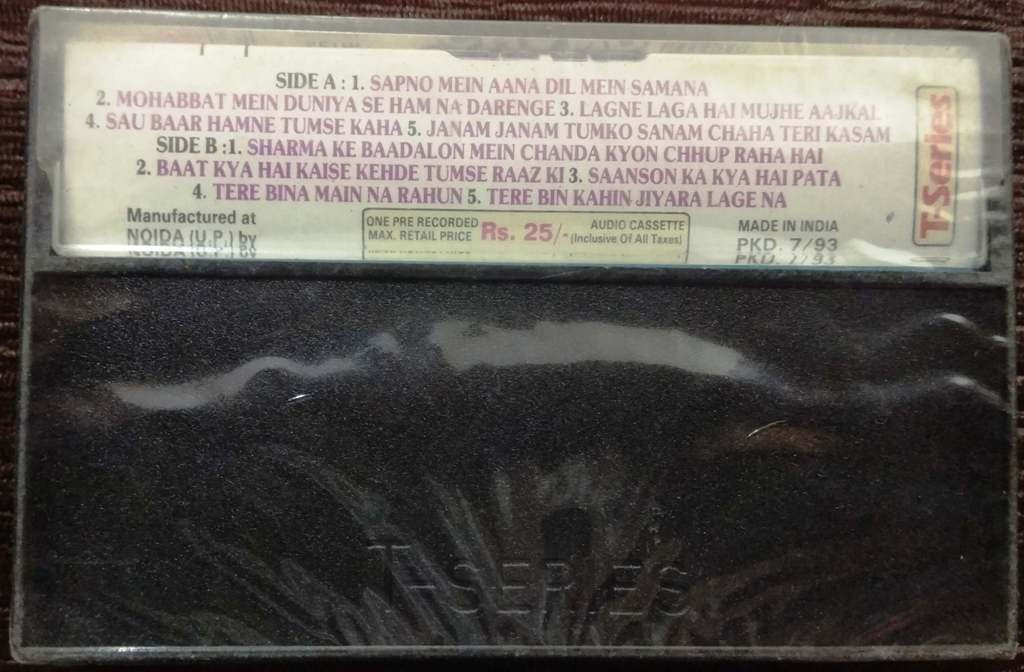 SIDE A : 1. SAPNO MEIN AANA DIL MEIN SAMANA
2. MOHABBAT MEIN DUNIYA SE HAM NA DARENGE 3. LAGNE LAGA HAI MUJHE AAJKAL
4. SAU BAAR HAMNE TUMSE KAHA 5. JANAM JANAM TUMKO SANAM CHAHA TERI KASAM
SIDE B :1. SHARMA KE BAADALON MEIN CHANDA KYON CHHUP RAHA HAI
2. BAAT KYA HAI KAISE KEHDE TUMSE RAAZ KI 3. SAANSON KA KYA HAI PATA
4. TERE BINA MAIN NA RAHUN 5. TERE BIN KAHIN JIYARA LAGE NA
T-Series
Manufactured at
NOIDA (U.P.) by
ONE PRE RECORDED
MAX. RETAIL PRICE
Rs. 25/-
AUDIO CASSETTE
(Inclusive Of All Taxes)
MADE IN INDIA
PKD. 7/93
T-SERIES